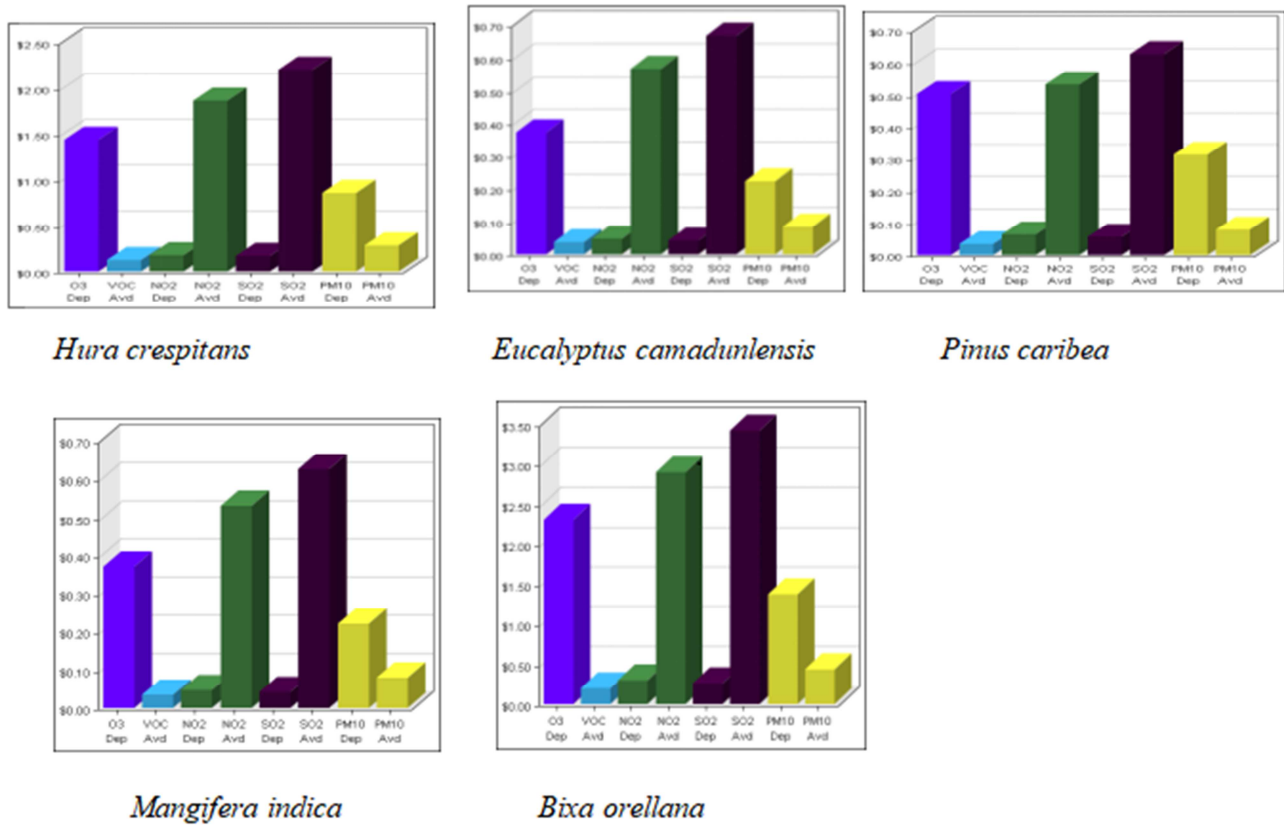 $2.50
$2.00
$1.50
$1.00
$0.50
$0.00
O3 VOC NO2 NO2 SO2 SO2 PM10 PM10
Dep Avd Dep Avd Dep Avd Dep Avd
Hura crespitans
$0.70
$0.60
$0.50
$0.40
$0.30
$0.20
$0.10
$0.00
O3 VOC NO2 NO2 SO2 SO2 PM10 PM10
Dep Avd Dep Avd Dep Avd Dep Avd
Eucalyptus camadunlensis
$0.70
$0.60
$0.50
$0.40
$0.30
$0.20
$0.10
$0.00
O3 VOC NO2 NO2 SO2 SO2 PM10 PM10
Dep Avd Dep Avd Dep Avd Dep Avd
Pinus caribea
$0.70
$0.60
$0.50
$0.40
$0.30
$0.20
$0.10
$0.00
O3 VOC NO2 NO2 SO2 SO2 PM10 PM10
Dep Avd Dep Avd Dep Avd Dep Avd
Mangifera indica
$3.50
$3.00
$2.50
$2.00
$1.50
$1.00
$0.50
$0.00
O3 VOC NO2 NO2 SO2 SO2 PM10 PM10
Dep Avd Dep Avd Dep Avd Dep Avd
Bixa orellana